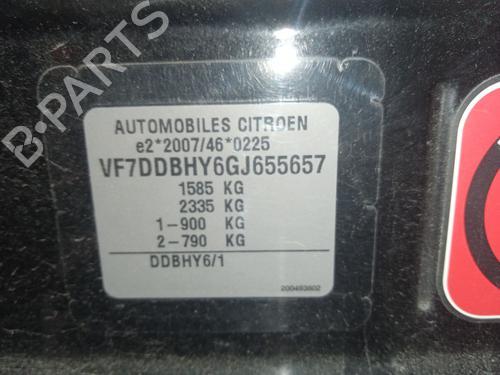 AUTOMOBILES CITROEN
e2*2007/46*0225
VF7DDBHY6GJ655657
1585 KG
2335 KG
1-900 KG
2-790 KG
DDBHY6/1
200493602
B-PARTS